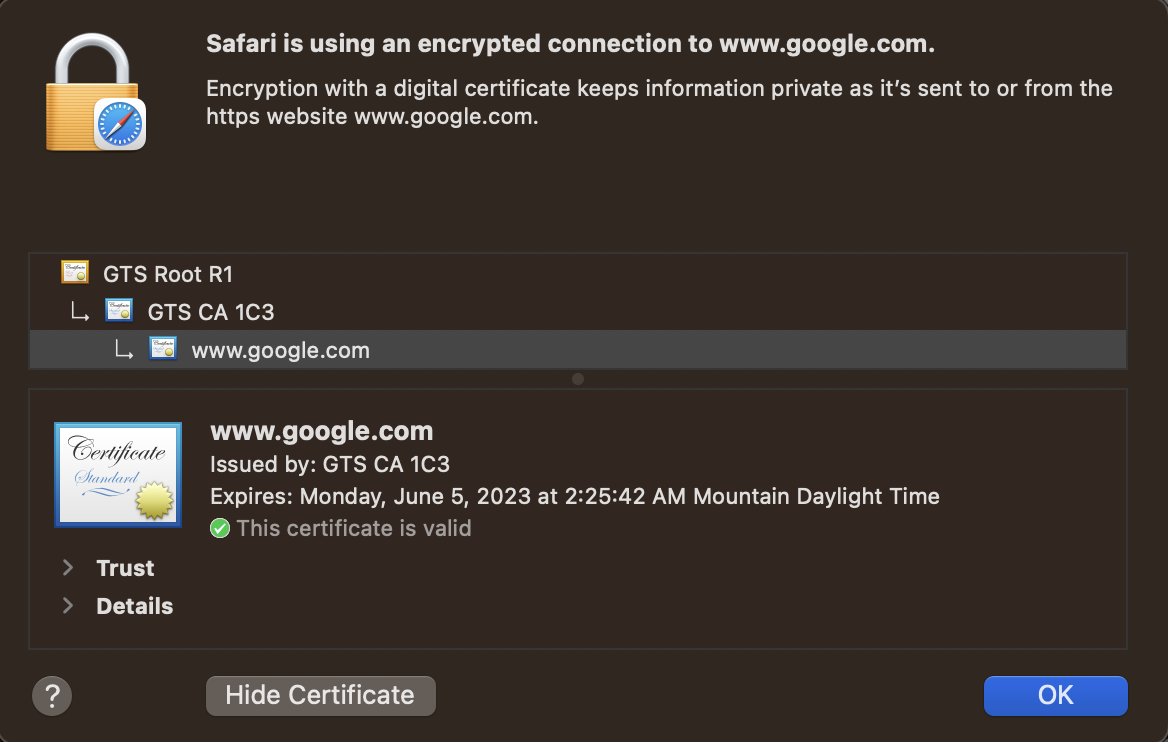 Safari is using an encrypted connection to www.google.com.
Encryption with a digital certificate keeps information private as it’s sent to or from the
https website www.google.com.
GTS Root R1
GTS CA 1C3
www.google.com
Certificate
Standard
www.google.com
Issued by: GTS CA 1C3
Expires: Monday, June 5, 2023 at 2:25:42 AM Mountain Daylight Time
This certificate is valid
Trust
Details
?
Hide Certificate
OK